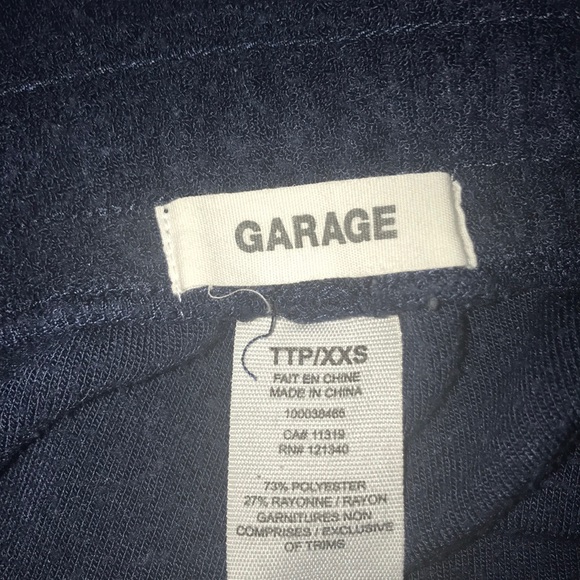 GARAGE
TTP/XXS
FAIT EN CHINE
MADE IN CHINA
100038465
CA# 11319
RN# 121340
73% POLYESTER
27% RAYONNE / RAYON
GARNITURES NON
COMPRISES / EXCLUSIVE
OF TRIMS